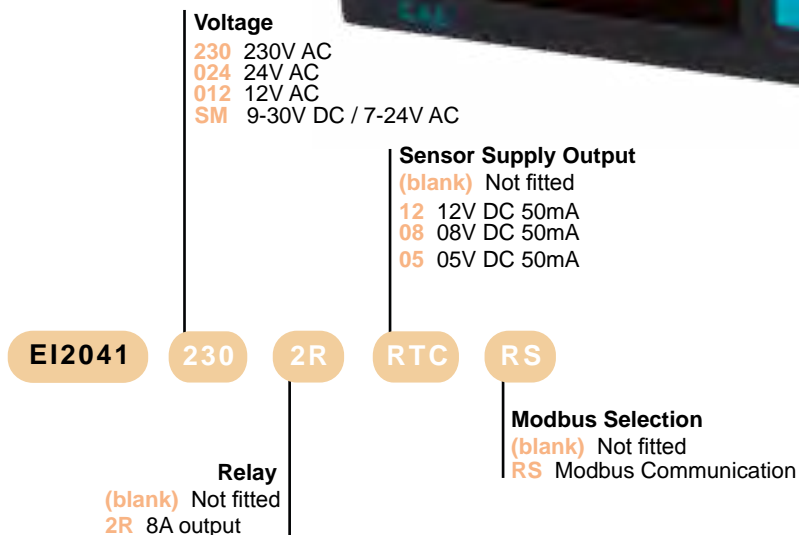 Voltage
230 230V AC
024 24V AC
012 12V AC
SM 9-30V DC / 7-24V AC
Sensor Supply Output
(blank) Not fitted
12 12V DC 50mA
08 08V DC 50mA
05 05V DC 50mA
EI2041 230 2R RTC RS
Modbus Selection
(blank) Not fitted
RS Modbus Communication
Relay
(blank) Not fitted
2R 8A output